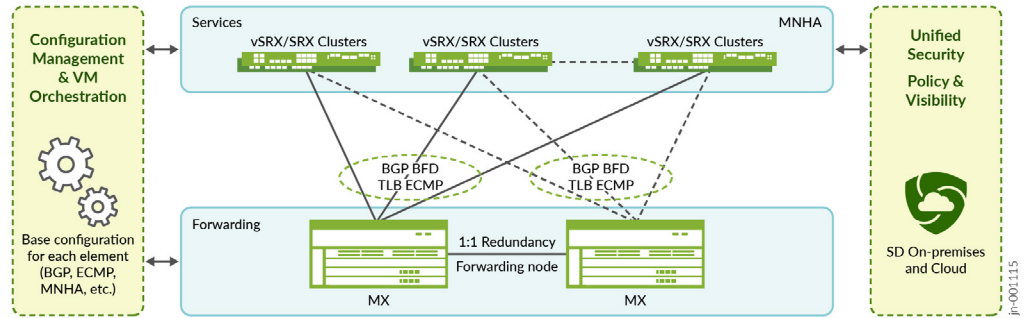 Configuration
Management
& VM
Orchestration
Base configuration
for each element
(BGP, ECMP,
MNHA, etc.)
Services
MNHA
vSRX/SRX Clusters
vSRX/SRX Clusters
vSRX/SRX Clusters
BGP BFD
TLB ECMP
BGP BFD
TLB ECMP
Forwarding
1:1 Redundancy
Forwarding node
MX
MX
Unified
Security
Policy &
Visibility
SD On-premises
and Cloud
jn-001115